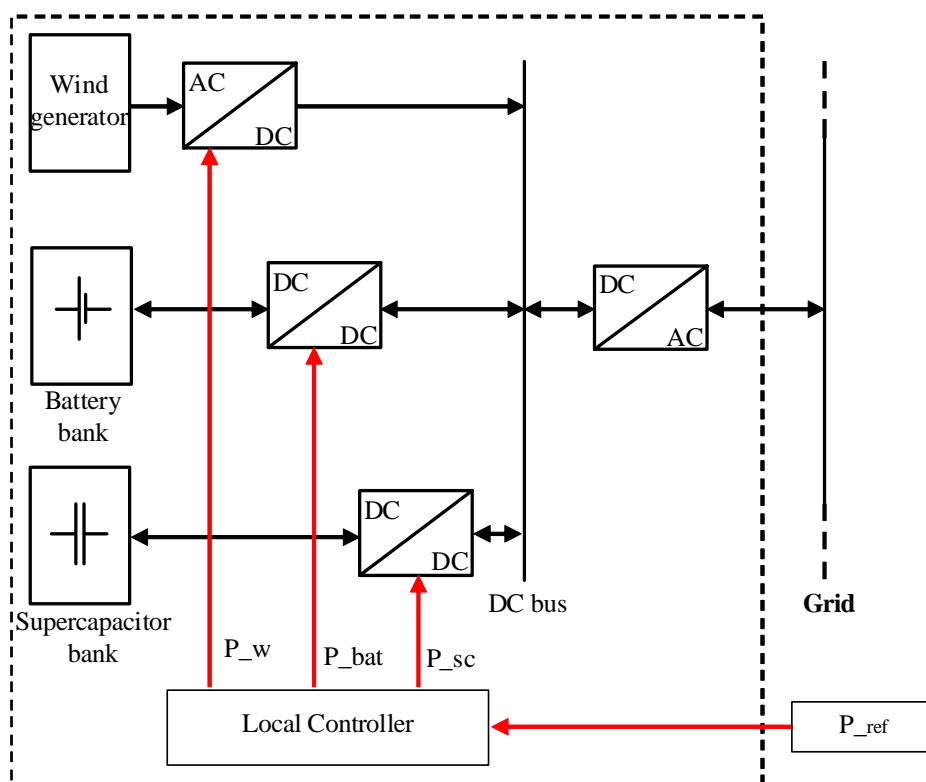 Wind
generator
AC
DC
DC
DC
DC
AC
Battery
bank
DC
DC
DC bus
Grid
Supercapacitor
bank
P_w
P_bat
P_sc
Local Controller
P_ref